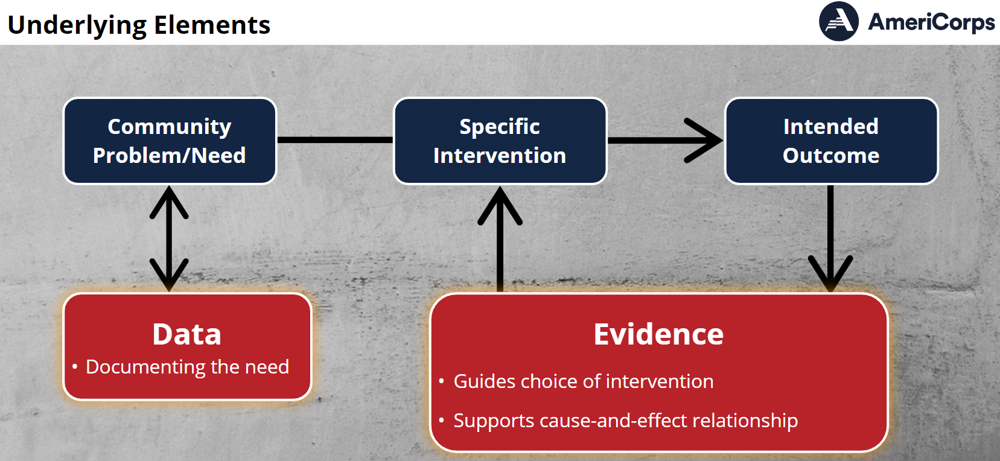 Underlying Elements
AmeriCorps
Community
Problem/Need
Specific
Intervention
Intended
Outcome
Data
• Documenting the need
Evidence
• Guides choice of intervention
• Supports cause-and-effect relationship